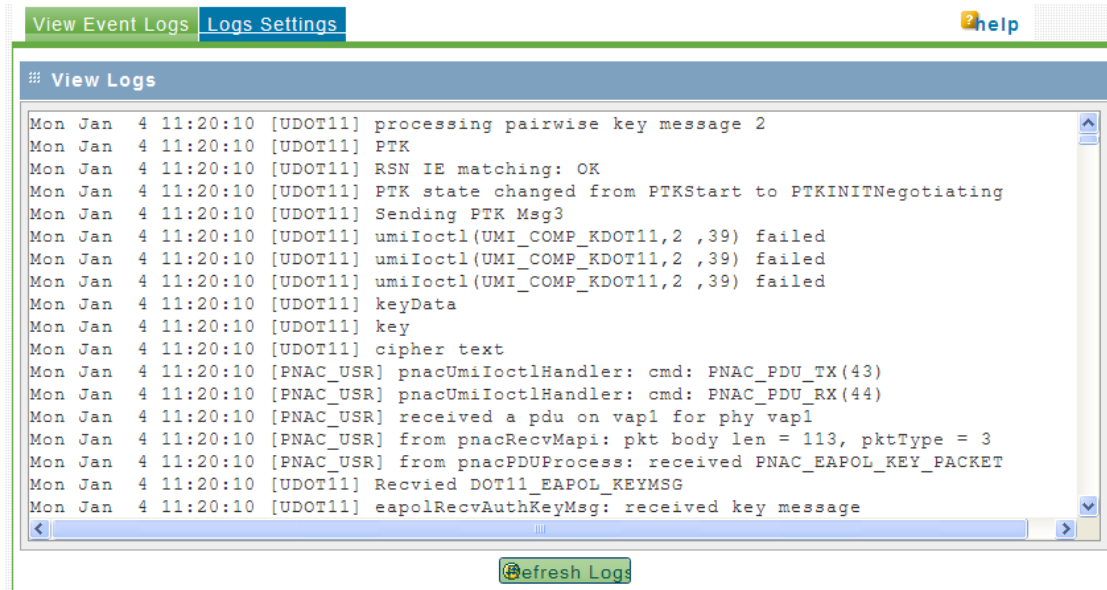 View Event Logs Logs Settings help
View Logs
Mon Jan  4 11:20:10 [UDOT11] processing pairwise key message 2
Mon Jan  4 11:20:10 [UDOT11] PTK
Mon Jan  4 11:20:10 [UDOT11] RSN IE matching: OK
Mon Jan  4 11:20:10 [UDOT11] PTK state changed from PTKStart to PTKINITNegotiating
Mon Jan  4 11:20:10 [UDOT11] Sending PTK Msg3
Mon Jan  4 11:20:10 [UDOT11] umiIoctl(UMI_COMP_KDOT11,2 ,39) failed
Mon Jan  4 11:20:10 [UDOT11] umiIoctl(UMI_COMP_KDOT11,2 ,39) failed
Mon Jan  4 11:20:10 [UDOT11] umiIoctl(UMI_COMP_KDOT11,2 ,39) failed
Mon Jan  4 11:20:10 [UDOT11] keyData
Mon Jan  4 11:20:10 [UDOT11] key
Mon Jan  4 11:20:10 [UDOT11] cipher text
Mon Jan  4 11:20:10 [PNAC_USR] pnacUmiIoctlHandler: cmd: PNAC_PDU_TX(43)
Mon Jan  4 11:20:10 [PNAC_USR] pnacUmiIoctlHandler: cmd: PNAC_PDU_RX(44)
Mon Jan  4 11:20:10 [PNAC_USR] received a pdu on vap1 for phy vap1
Mon Jan  4 11:20:10 [PNAC_USR] from pnacRecvMapi: pkt body len = 113, pktType = 3
Mon Jan  4 11:20:10 [PNAC_USR] from pnacPDUProcess: received PNAC_EAPOL_KEY_PACKET
Mon Jan  4 11:20:10 [UDOT11] Recvied DOT11_EAPOL_KEYMSG
Mon Jan  4 11:20:10 [UDOT11] eapolRecvAuthKeyMsg: received key message
Refresh Logs